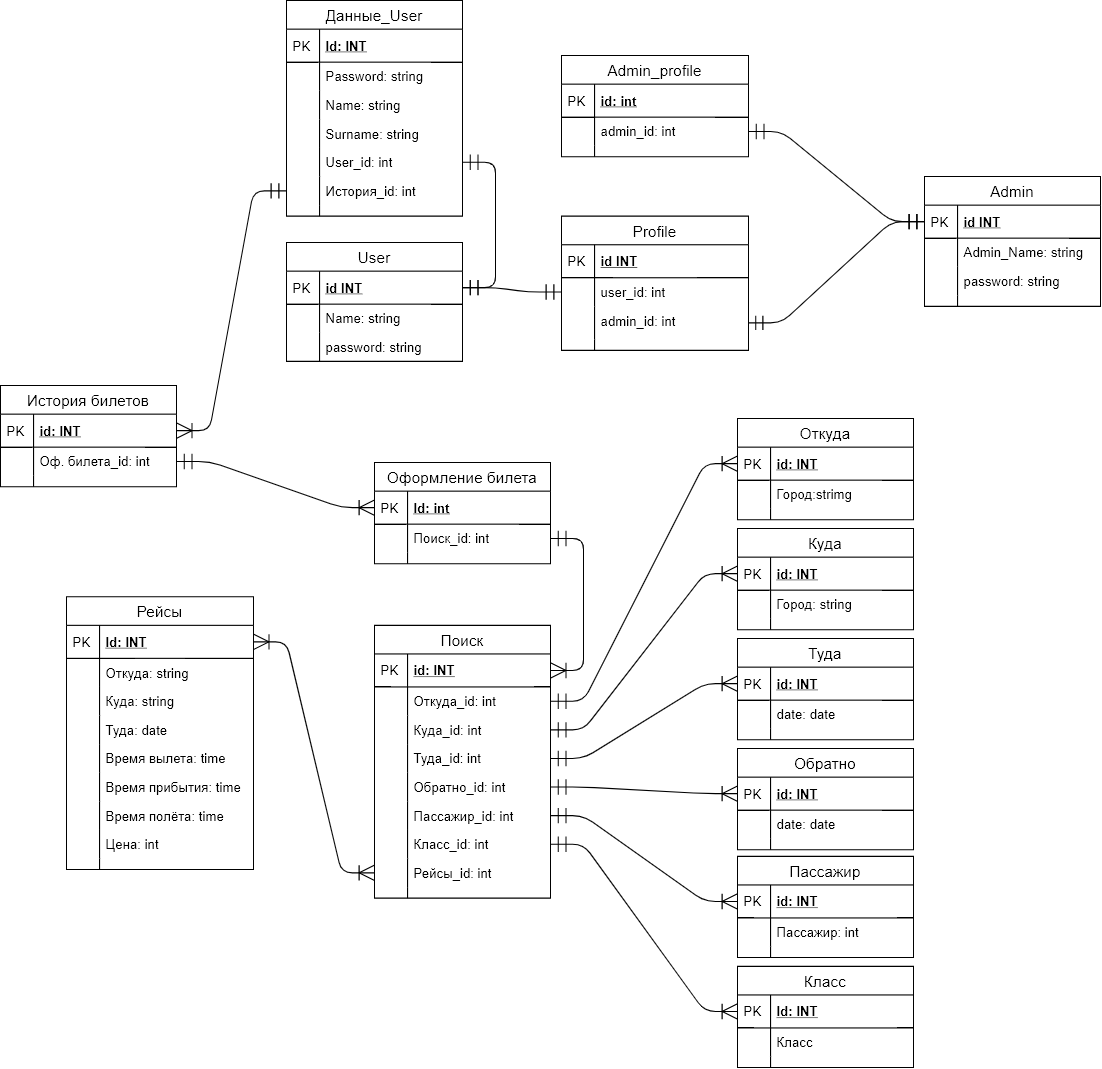 Данные_User
PK Id: INT
Password: string
Name: string
Surname: string
User_id: int
История_id: int
User
PK id INT
Name: string
password: string
Admin_profile
PK id: int
admin_id: int
Profile
PK id INT
user_id: int
admin_id: int
Admin
PK id INT
Admin_Name: string
password: string
История билетов
PK id: INT
Оф. билета_id: int
Оформление билета
PK Id: int
Поиск_id: int
Рейсы
PK Id: INT
Откуда: string
Куда: string
Туда: date
Время вылета: time
Время прибытия: time
Время полёта: time
Цена: int
Поиск
PK id: INT
Откуда_id: int
Куда_id: int
Туда_id: int
Обратно_id: int
Пассажир_id: int
Класс_id: int
Рейсы_id: int
Откуда
PK id: INT
Город:strimg
Куда
PK id: INT
Город: string
Туда
PK id: INT
date: date
Обратно
PK id: INT
date: date
Пассажир
PK id: INT
Пассажир: int
Класс
PK Id: INT
Класс